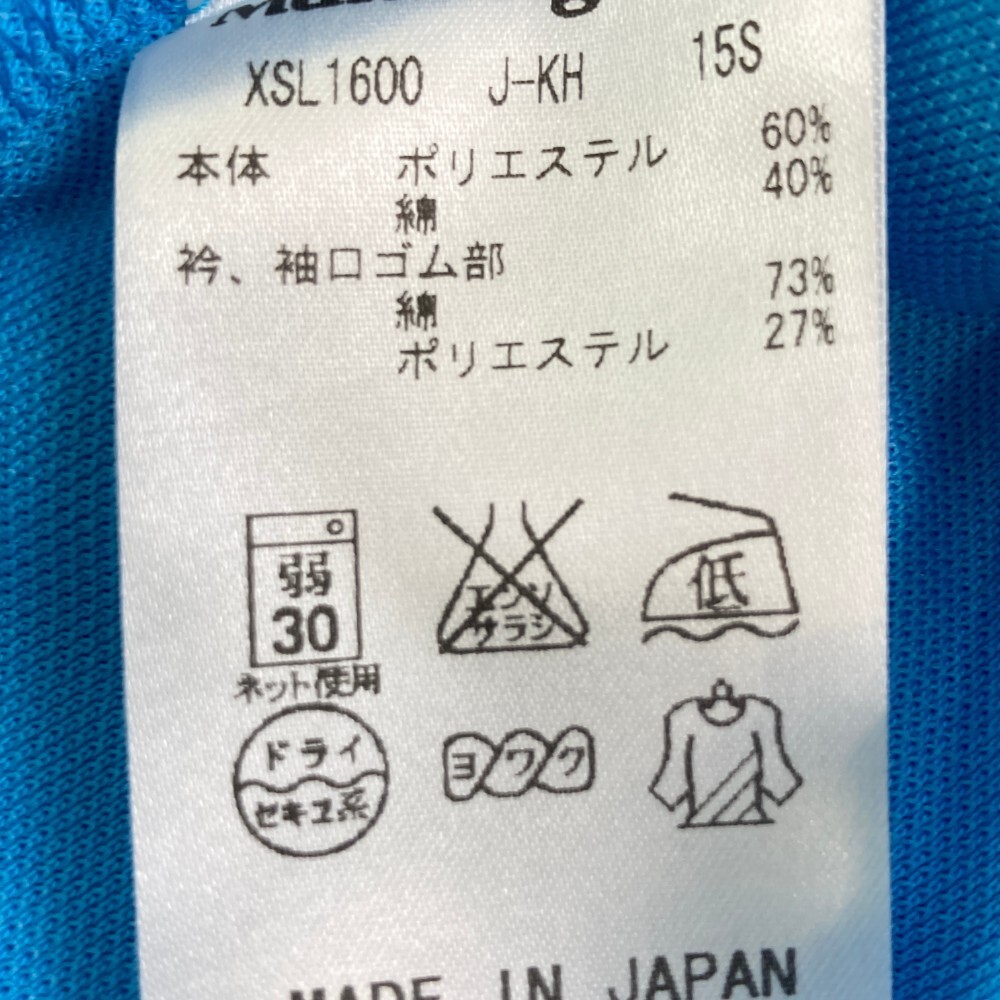 XSL1600 J-KH 15S
本体 ポリエステル 60%
綿 40%
衿、袖口ゴム部
綿 73%
ポリエステル 27%
弱
30
ネット使用
エンソ
サラシ
低
ドライ
セキユ系
ヨワク
MADE IN JAPAN